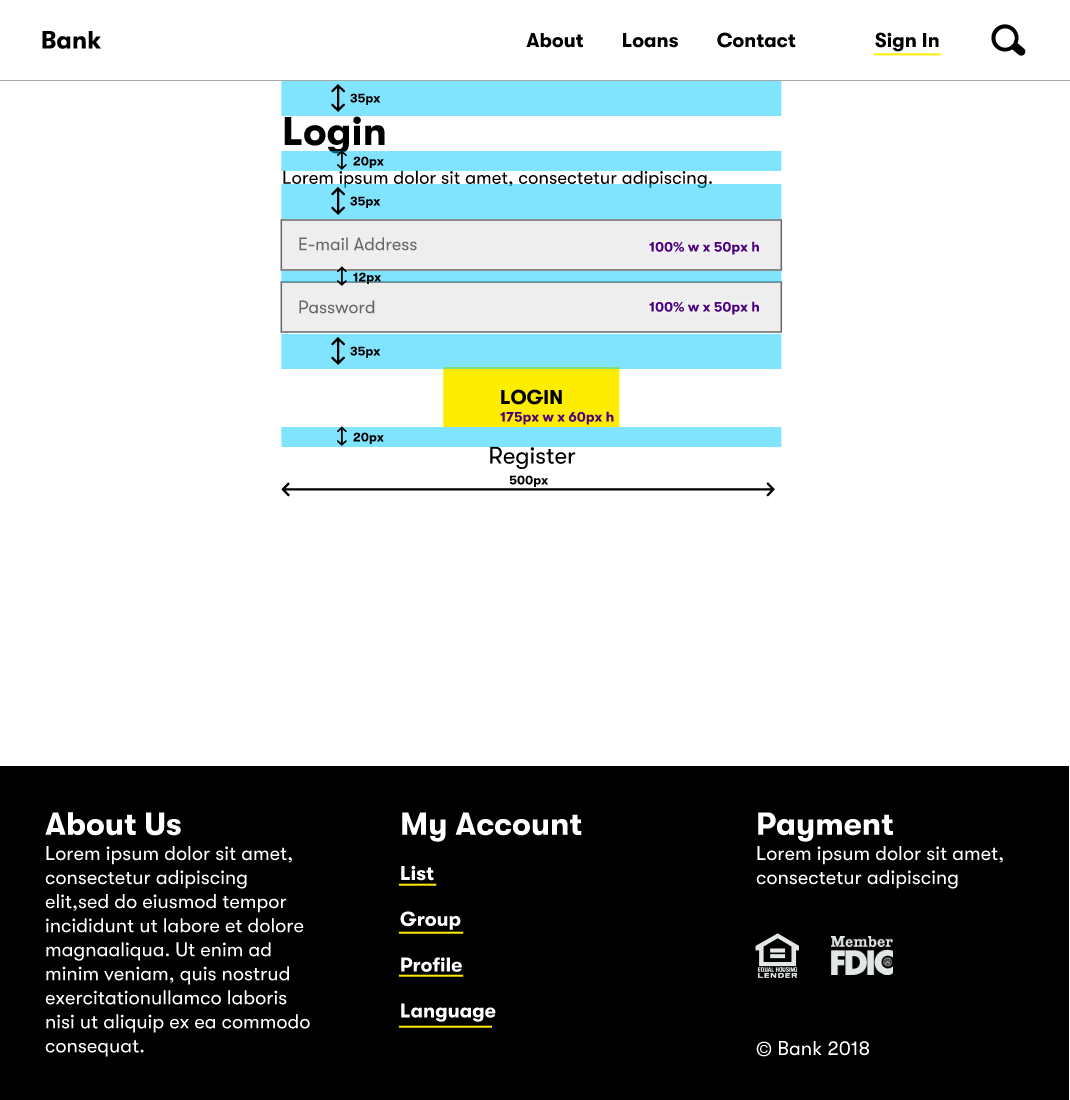 Bank
About
Loans
Contact
Sign In
35px
Login
20px
Lorem ipsum dolor sit amet, consectetur adipiscing.
35px
E-mail Address
100% w x 50px h
12px
Password
100% w x 50px h
35px
LOGIN
175px w x 60px h
20px
Register
500px
About Us
Lorem ipsum dolor sit amet,
consectetur adipiscing
elit,sed do eiusmod tempor
incididunt ut labore et dolore
magnaaliqua. Ut enim ad
minim veniam, quis nostrud
exercitationullamco laboris
nisi ut aliquip ex ea commodo
consequat.
My Account
List
Group
Profile
Language
Payment
Lorem ipsum dolor sit amet,
consectetur adipiscing
EQUAL HOUSING
LENDER
Member
FDIC
© Bank 2018